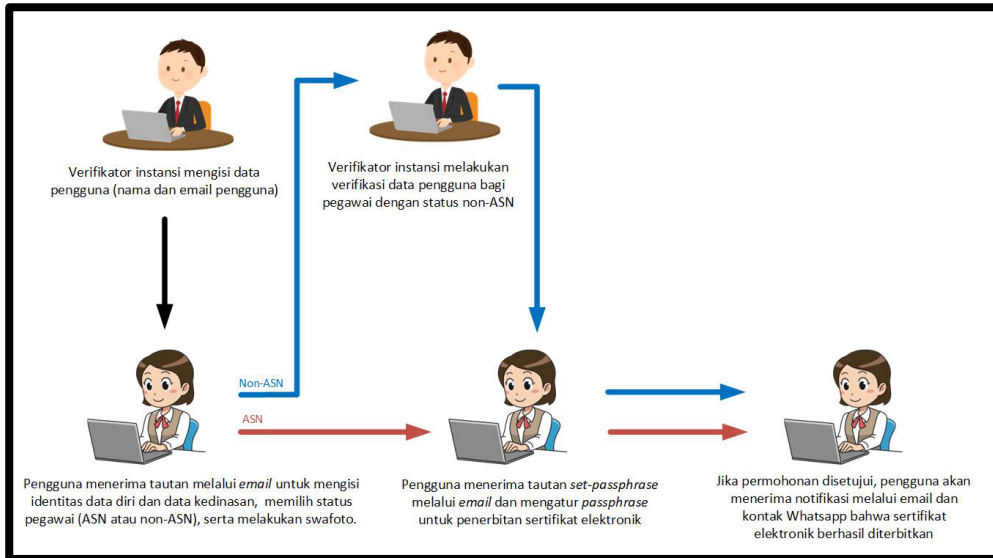 Verifikator instansi mengisi data
pengguna (nama dan email pengguna)
Verifikator instansi melakukan
verifikasi data pengguna bagi
pegawai dengan status non-ASN
Non-ASN
ASN
Pengguna menerima tautan melalui email untuk mengisi
identitas data diri dan data kedinasan, memilih status
pegawai (ASN atau non-ASN), serta melakukan swafoto.
Pengguna menerima tautan set-passphrase
melalui email dan mengatur passphrase
untuk penerbitan sertifikat elektronik
Jika permohonan disetujui, pengguna akan
menerima notifikasi melalui email dan
kontak Whatsapp bahwa sertifikat
elektronik berhasil diterbitkan